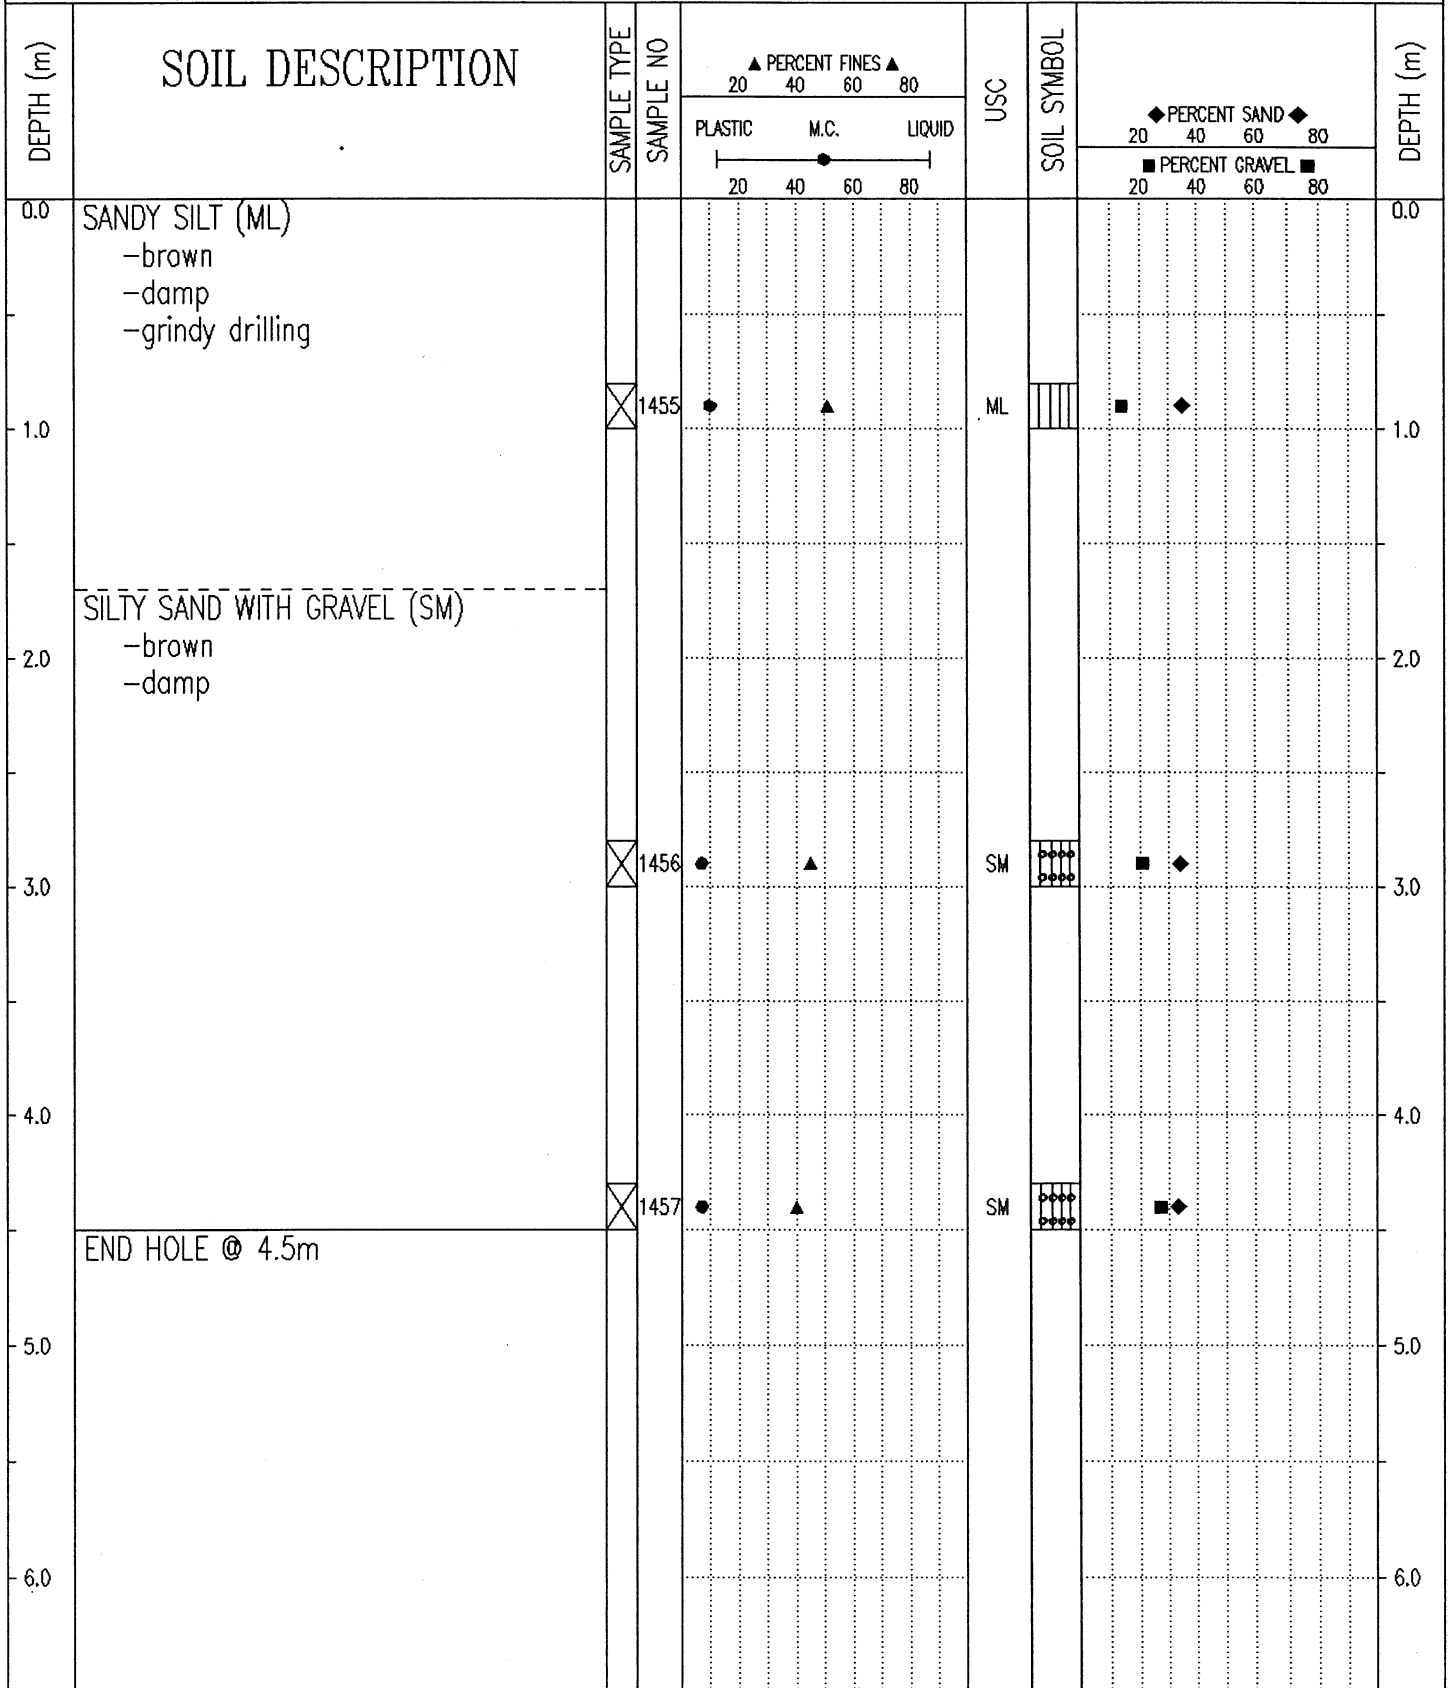 DEPTH (m)
SOIL DESCRIPTION
SAMPLE TYPE
SAMPLE NO
▲ PERCENT FINES ▲
20 40 60 80
PLASTIC M.C. LIQUID
20 40 60 80
USC
SOIL SYMBOL
◆ PERCENT SAND ◆
20 40 60 80
■ PERCENT GRAVEL ■
20 40 60 80
DEPTH (m)
0.0 SANDY SILT (ML) 0.0
-brown
-damp
-grindy drilling
1455 ML
1.0 1.0
SILTY SAND WITH GRAVEL (SM)
-brown
2.0 2.0
-damp
1456 SM
3.0 3.0
4.0 4.0
1457 SM
END HOLE @ 4.5m
5.0 5.0
6.0 6.0